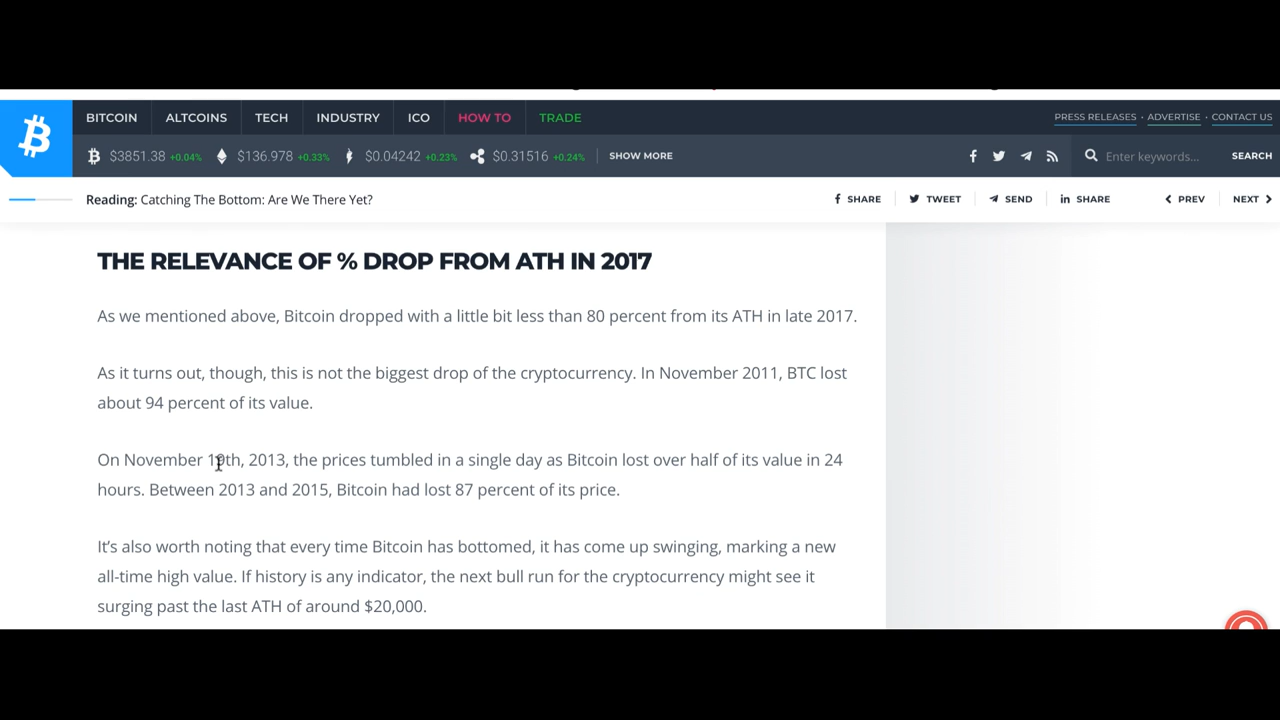 BITCOIN ALTCOINS TECH INDUSTRY ICO HOW TO TRADE PRESS RELEASES · ADVERTISE · CONTACT US
$3851.38 +0.04% $136.978 +0.33% $0.04242 +0.23% $0.31516 +0.24% SHOW MORE Enter keywords... SEARCH
Reading: Catching The Bottom: Are We There Yet? SHARE TWEET SEND SHARE PREV NEXT
THE RELEVANCE OF % DROP FROM ATH IN 2017
As we mentioned above, Bitcoin dropped with a little bit less than 80 percent from its ATH in late 2017.
As it turns out, though, this is not the biggest drop of the cryptocurrency. In November 2011, BTC lost
about 94 percent of its value.
On November 19th, 2013, the prices tumbled in a single day as Bitcoin lost over half of its value in 24
hours. Between 2013 and 2015, Bitcoin had lost 87 percent of its price.
It’s also worth noting that every time Bitcoin has bottomed, it has come up swinging, marking a new
all-time high value. If history is any indicator, the next bull run for the cryptocurrency might see it
surging past the last ATH of around $20,000.